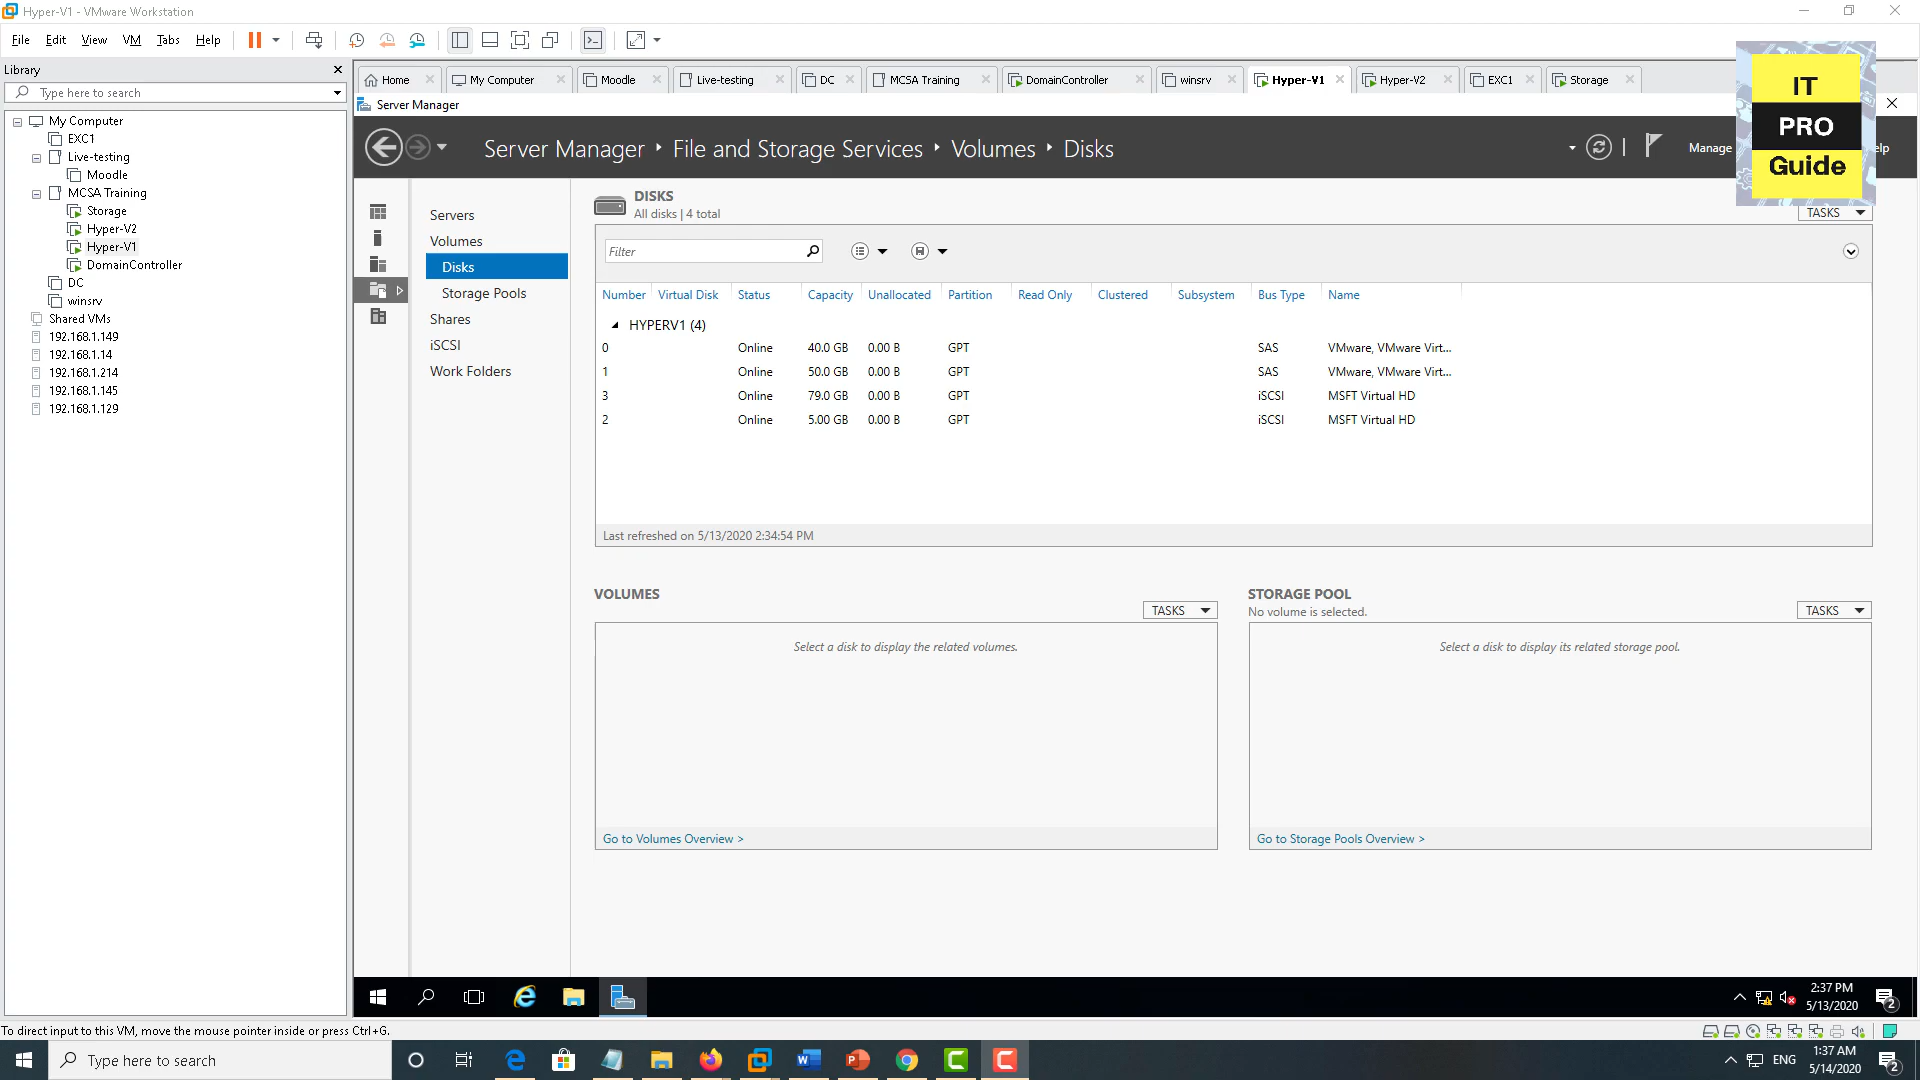 Hyper-V1 - VMware Workstation
File Edit View VM Tabs Help
Library
Type here to search
My Computer
EXC1
Live-testing
Moodle
MCSA Training
Storage
Hyper-V2
Hyper-V1
DomainController
DC
winsrv
Shared VMs
192.168.1.149
192.168.1.14
192.168.1.214
192.168.1.145
192.168.1.129
Home My Computer Moodle Live-testing DC MCSA Training DomainController winsrv Hyper-V1 Hyper-V2 EXC1 Storage
Server Manager
Server Manager File and Storage Services Volumes Disks
Manage
elp
IT
PRO
Guide
Servers
Volumes
Disks
Storage Pools
Shares
iSCSI
Work Folders
DISKS
All disks | 4 total
TASKS
Filter
Number Virtual Disk Status Capacity Unallocated Partition Read Only Clustered Subsystem Bus Type Name
HYPERV1 (4)
0 Online 40.0 GB 0.00 B GPT SAS VMware, VMware Virt...
1 Online 50.0 GB 0.00 B GPT SAS VMware, VMware Virt...
3 Online 79.0 GB 0.00 B GPT iSCSI MSFT Virtual HD
2 Online 5.00 GB 0.00 B GPT iSCSI MSFT Virtual HD
Last refreshed on 5/13/2020 2:34:54 PM
VOLUMES
TASKS
Select a disk to display the related volumes.
Go to Volumes Overview >
STORAGE POOL
No volume is selected.
TASKS
Select a disk to display its related storage pool.
Go to Storage Pools Overview >
2:37 PM
5/13/2020
2
To direct input to this VM, move the mouse pointer inside or press Ctrl+G.
Type here to search
ENG
1:37 AM
5/14/2020
2